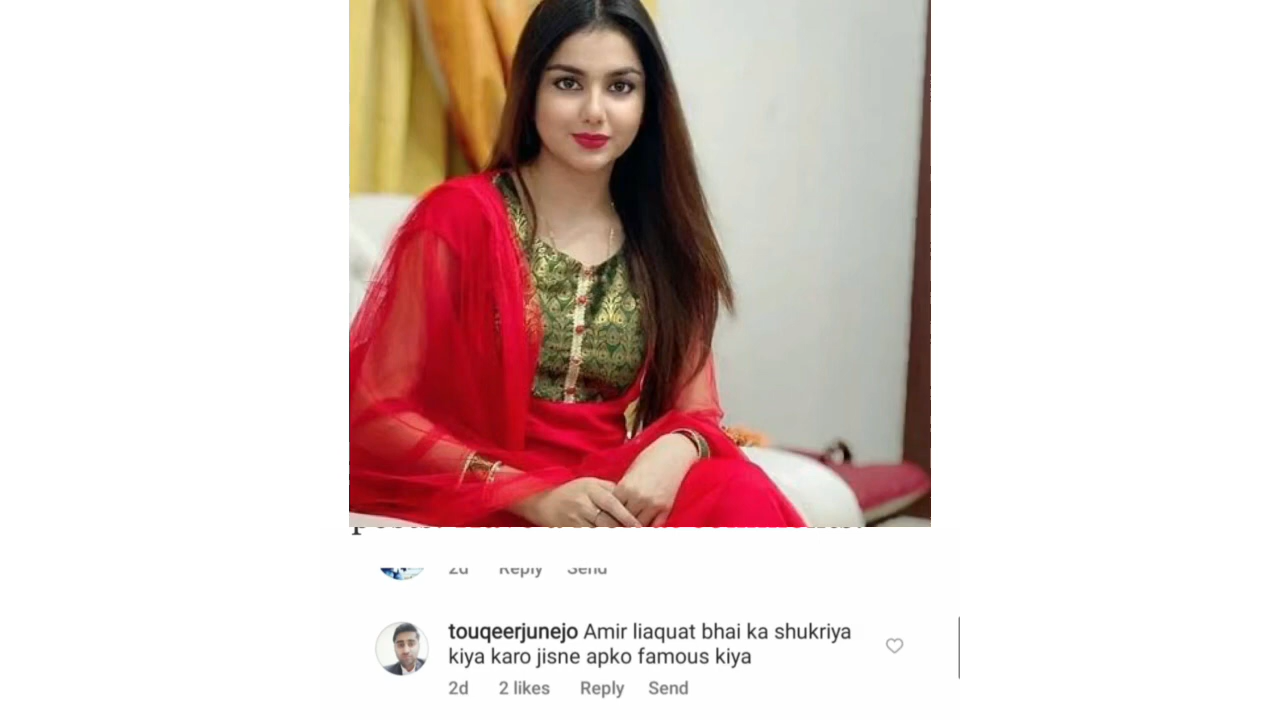 2d Reply Send
touqeerjunejo Amir liaquat bhai ka shukriya
kiya karo jisne apko famous kiya
2d 2 likes Reply Send